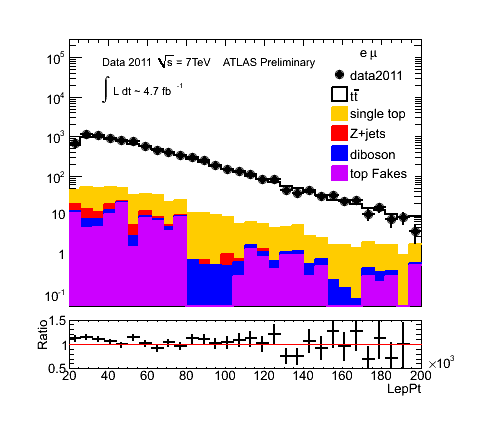 e μ
Data 2011 √s = 7TeV ATLAS Preliminary
∫ L dt ~ 4.7 fb⁻¹
data2011
tt̄
single top
Z+jets
diboson
top Fakes
10⁵
10⁴
10³
10²
10
1
10⁻¹
Ratio
1.5
1
0.5
20 40 60 80 100 120 140 160 180 200
×10³
LepPt